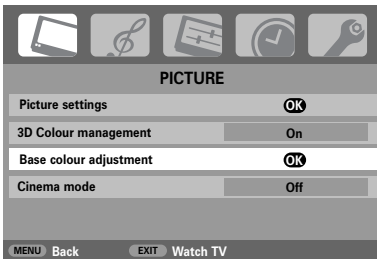 PICTURE
Picture settings OK
3D Colour management On
Base colour adjustment OK
Cinema mode Off
MENU Back EXIT Watch TV